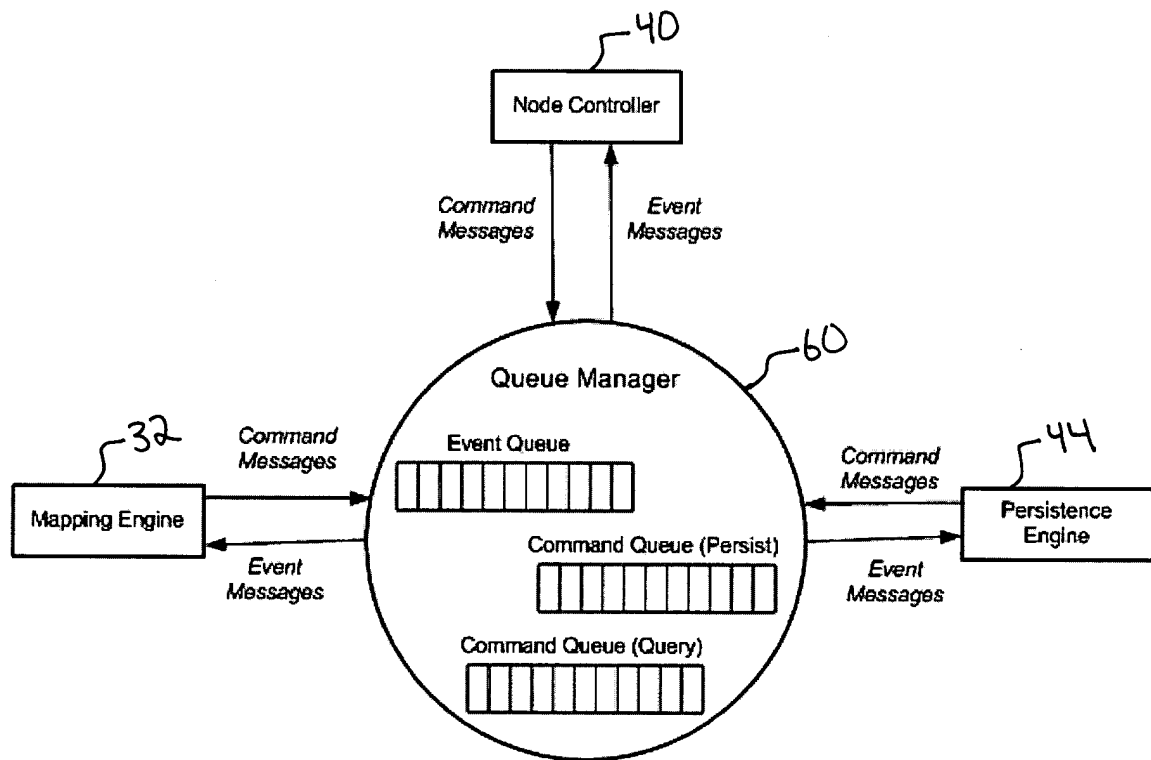 40
Node Controller
Command
Messages
Event
Messages
60
Queue Manager
32
Command
Messages
Event Queue
Mapping Engine
Event
Messages
44
Command
Messages
Persistence
Engine
Command Queue (Persist)
Event
Messages
Command Queue (Query)